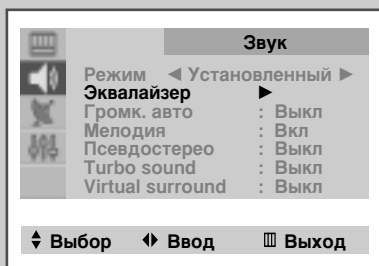 Звук
Режим ◀ Установленный ▶
Эквалайзер ▶
Громк. авто : Выкл
Мелодия : Вкл
Псевдостерео : Выкл
Turbo sound : Выкл
Virtual surround : Выкл
Выбор Ввод Выход